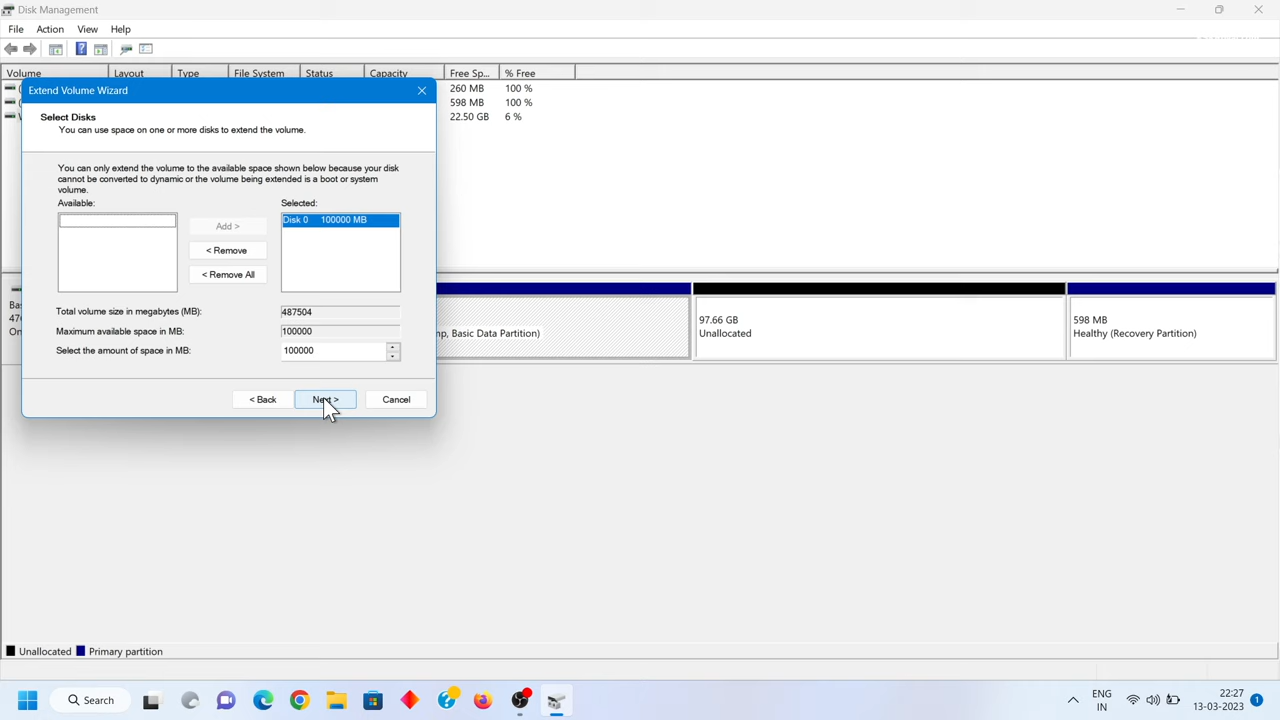 Disk Management
File Action View Help
Volume Layout Type File System Status Capacity Free Sp... % Free
260 MB 100 %
598 MB 100 %
22.50 GB 6 %
Extend Volume Wizard
Select Disks
You can use space on one or more disks to extend the volume.
You can only extend the volume to the available space shown below because your disk
cannot be converted to dynamic or the volume being extended is a boot or system
volume.
Available: Selected:
Disk 0 100000 MB
Add >
< Remove
< Remove All
Total volume size in megabytes (MB): 487504
Maximum available space in MB: 100000
Select the amount of space in MB: 100000
< Back Next > Cancel
Bas
On
np, Basic Data Partition)
97.66 GB
Unallocated
598 MB
Healthy (Recovery Partition)
Unallocated Primary partition
Search
ENG
IN
22:27
13-03-2023
1